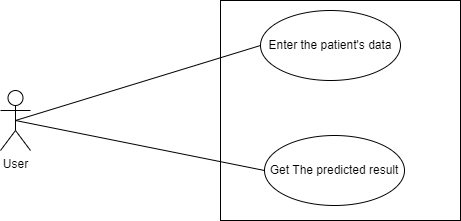 Enter the patient's data
User
Get The predicted result